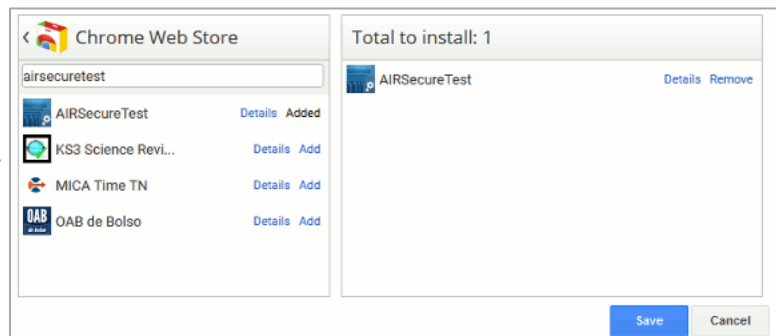 Chrome Web Store
airsecuretest
AIRSecureTest Details Added
KS3 Science Revi... Details Add
MICA Time TN Details Add
OAB de Bolso Details Add
Total to install: 1
AIRSecureTest Details Remove
Save Cancel